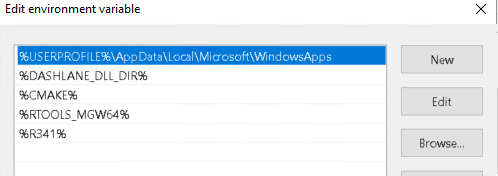 Edit environment variable
%USERPROFILE%\AppData\Local\Microsoft\WindowsApps
New
%DASHLANE_DLL_DIR%
%CMAKE%
Edit
%RTOOLS_MGW64%
%R341%
Browse...